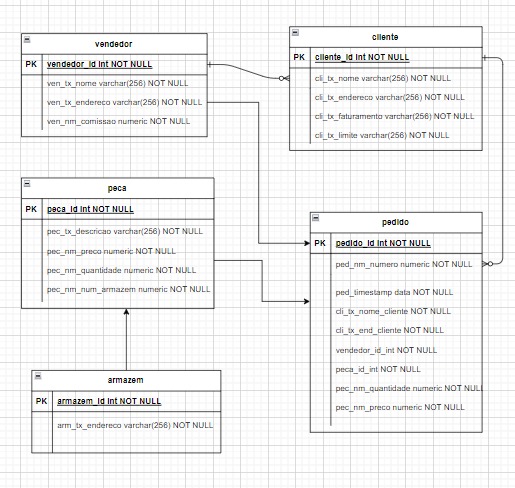 vendedor
PK vendedor_id int NOT NULL
ven_tx_nome varchar(256) NOT NULL
ven_tx_endereco varchar(256) NOT NULL
ven_nm_comissao numeric NOT NULL
cliente
PK cliente_id int NOT NULL
cli_tx_nome varchar(256) NOT NULL
cli_tx_endereco varchar(256) NOT NULL
cli_tx_faturamento varchar(256) NOT NULL
cli_tx_limite varchar(256) NOT NULL
peca
PK peca_id int NOT NULL
pec_tx_descricao varchar(256) NOT NULL
pec_nm_preco numeric NOT NULL
pec_nm_quantidade numeric NOT NULL
pec_nm_num_armazem numeric NOT NULL
pedido
PK pedido_id int NOT NULL
ped_nm_numero numeric NOT NULL
ped_timestamp data NOT NULL
cli_tx_nome_cliente NOT NULL
cli_tx_end_cliente NOT NULL
vendedor_id_int NOT NULL
peca_id_int NOT NULL
pec_nm_quantidade numeric NOT NULL
pec_nm_preco numeric NOT NULL
armazem
PK armazem_id int NOT NULL
arm_tx_endereco varchar(256) NOT NULL